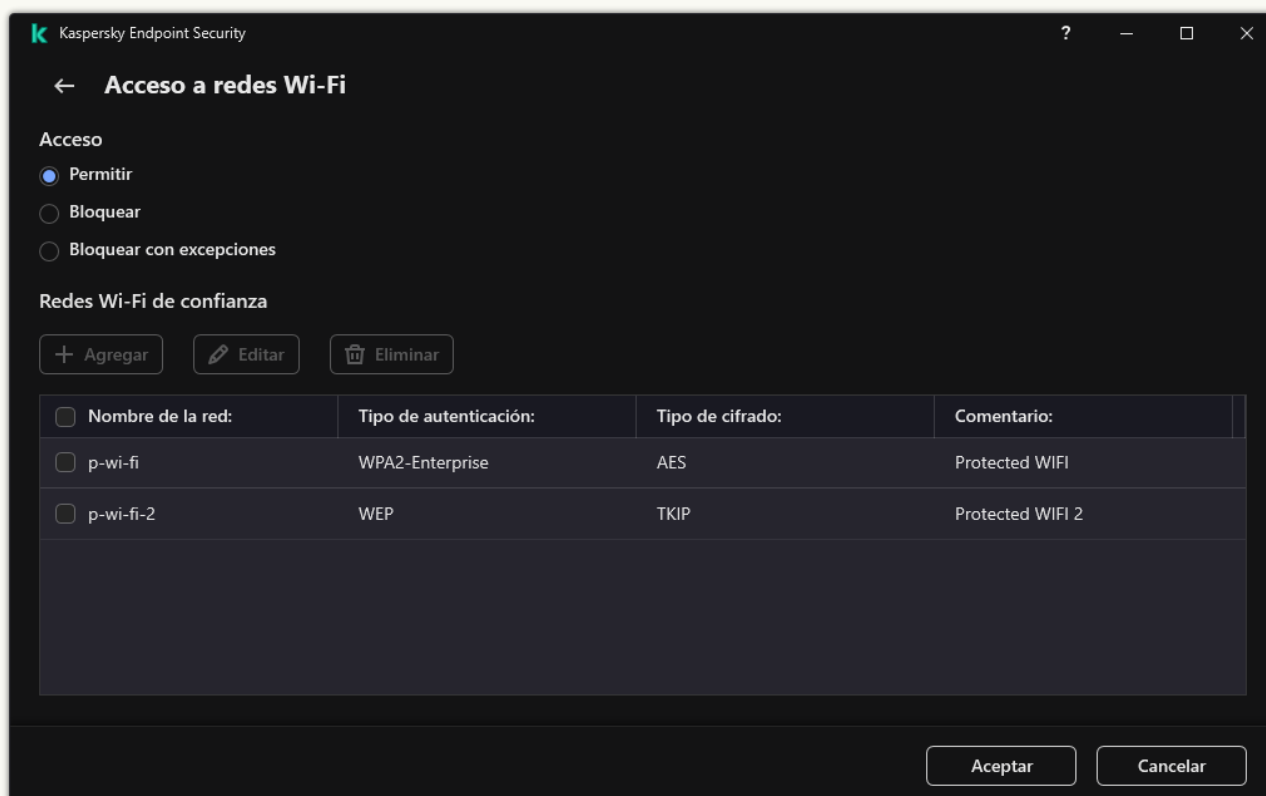 Kaspersky Endpoint Security ?
Acceso a redes Wi-Fi
Acceso
Permitir
Bloquear
Bloquear con excepciones
Redes Wi-Fi de confianza
Agregar Editar Eliminar
Nombre de la red: Tipo de autenticación: Tipo de cifrado: Comentario:
p-wi-fi WPA2-Enterprise AES Protected WIFI
p-wi-fi-2 WEP TKIP Protected WIFI 2
Aceptar Cancelar